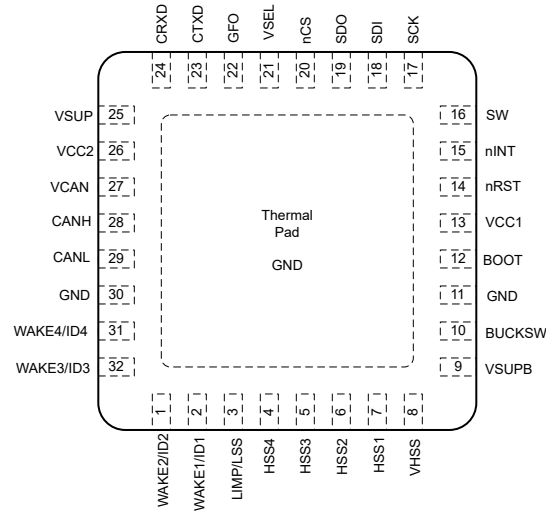 CRXD
CTXD
GFO
VSEL
nCS
SDO
SDI
SCK
24
23
22
21
20
19
18
17
VSUP 25
VCC2 26
VCAN 27
CANH 28
CANL 29
GND 30
WAKE4/ID4 31
WAKE3/ID3 32
Thermal
Pad
GND
16 SW
15 nINT
14 nRST
13 VCC1
12 BOOT
11 GND
10 BUCKSW
9 VSUPB
1
2
3
4
5
6
7
8
WAKE2/ID2
WAKE1/ID1
LIMP/LSS
HSS4
HSS3
HSS2
HSS1
VHSS